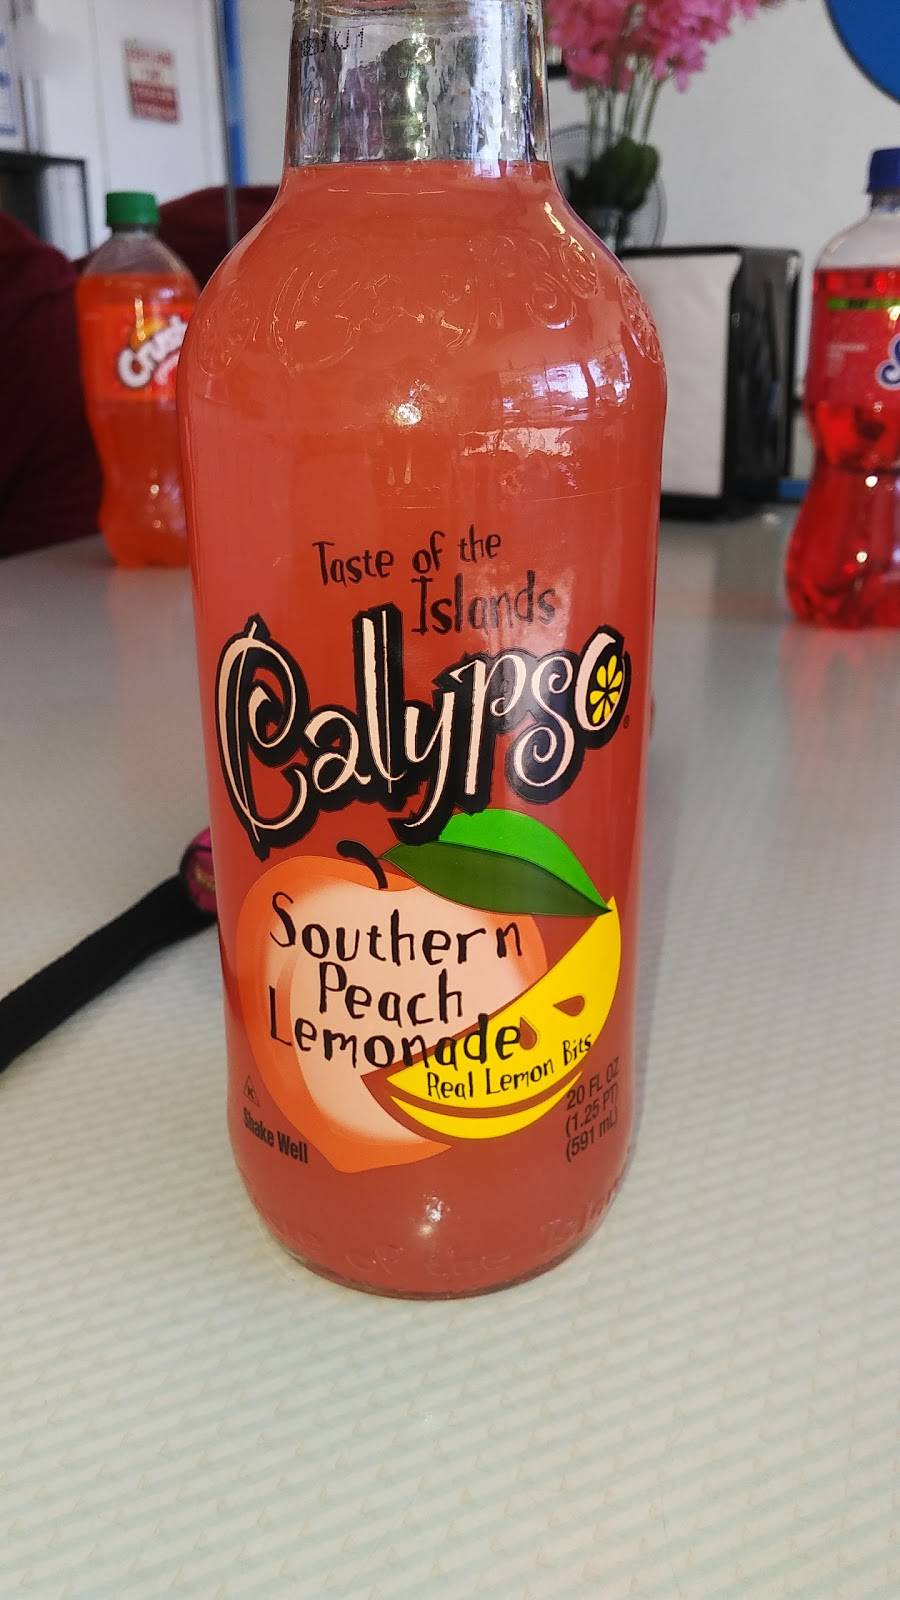 Crush
Taste of the
Islands
Calypso
Southern
Peach
Lemonade
Real Lemon Bits
20 FL OZ
(1.25 PT)
(591 mL)
Shake Well